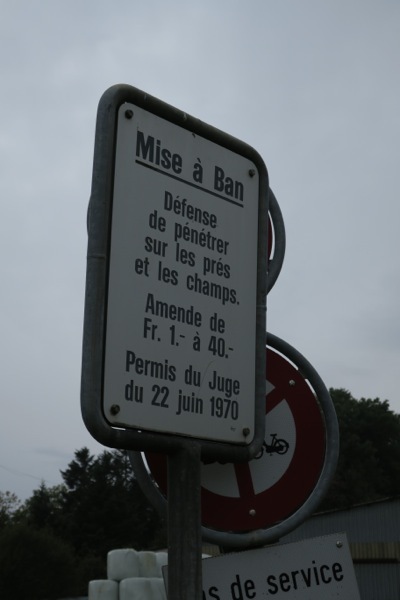 Mise à Ban
Défense
de pénétrer
sur les prés
et les champs.
Amende de
Fr. 1.- à 40.-
Permis du Juge
du 22 juin 1970
de service